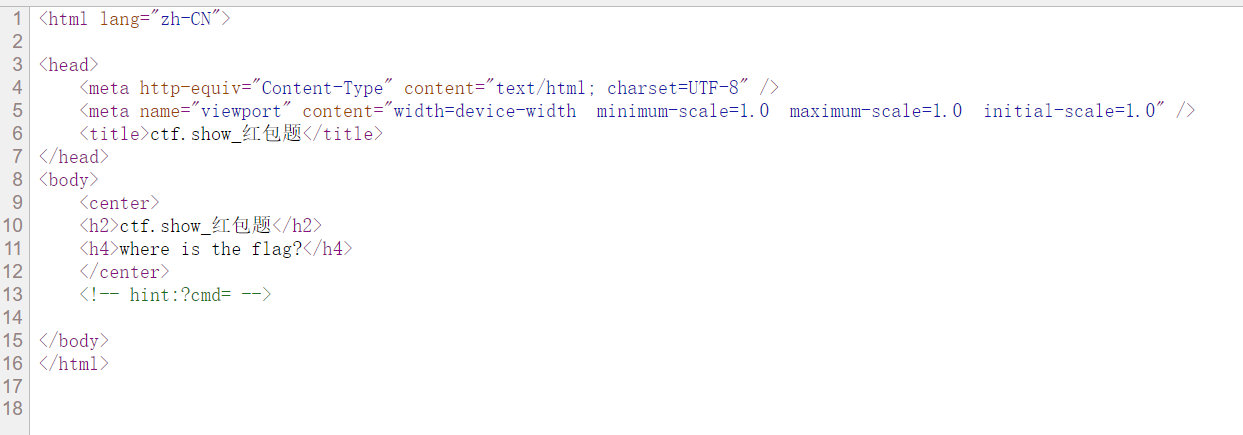 1 <html lang="zh-CN">
2
3 <head>
4 <meta http-equiv="Content-Type" content="text/html; charset=UTF-8" />
5 <meta name="viewport" content="width=device-width  minimum-scale=1.0  maximum-scale=1.0  initial-scale=1.0" />
6 <title>ctf.show_红包题</title>
7 </head>
8 <body>
9 <center>
10 <h2>ctf.show_红包题</h2>
11 <h4>where is the flag?</h4>
12 </center>
13 <!-- hint:?cmd= -->
14
15 </body>
16 </html>
17
18